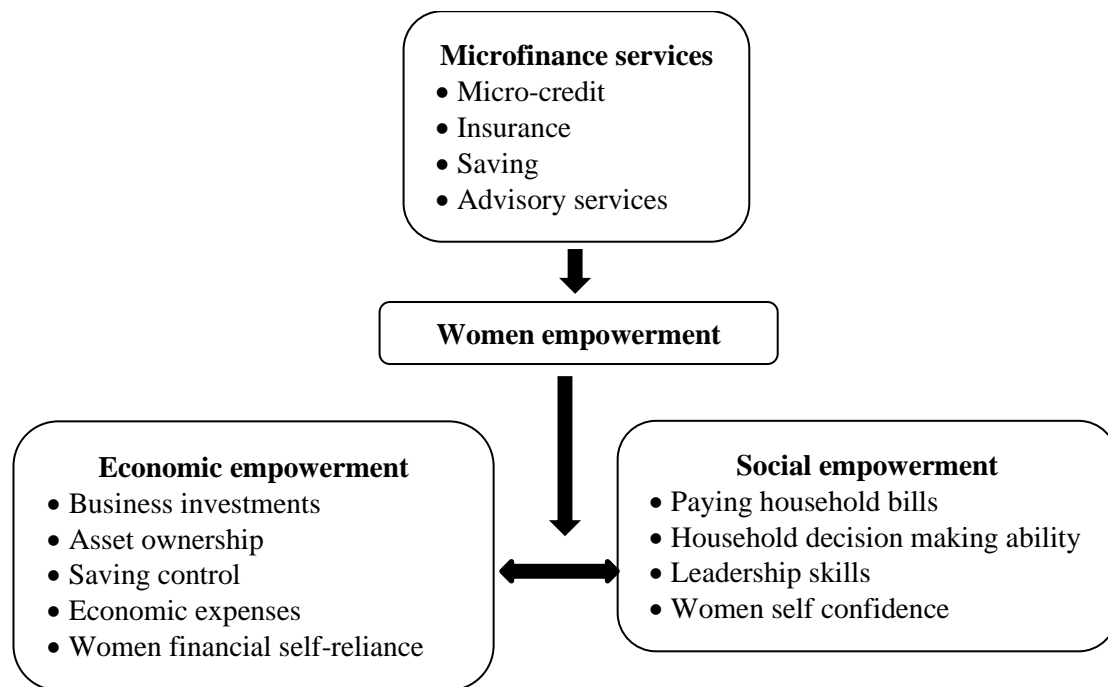 Microfinance services
• Micro-credit
• Insurance
• Saving
• Advisory services
Women empowerment
Economic empowerment
• Business investments
• Asset ownership
• Saving control
• Economic expenses
• Women financial self-reliance
Social empowerment
• Paying household bills
• Household decision making ability
• Leadership skills
• Women self confidence